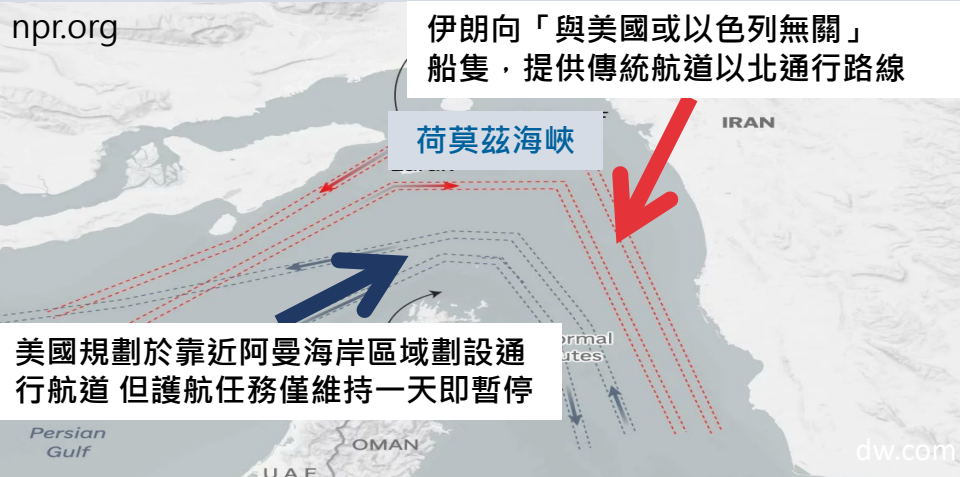 npr.org
伊朗向「與美國或以色列無關」
船隻，提供傳統航道以北通行路線
IRAN
荷莫茲海峽
美國規劃於靠近阿曼海岸區域劃設通
行航道 但護航任務僅維持一天即暫停
Persian
Gulf
OMAN
UAE
dw.com